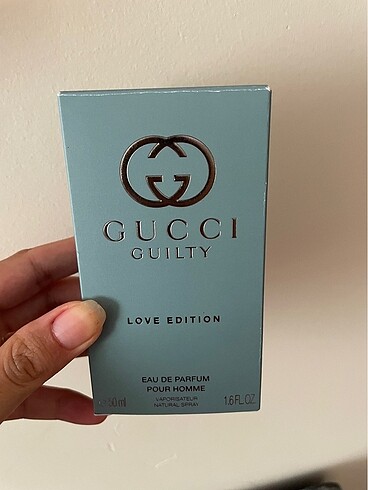 GUCCI
GUILTY
LOVE EDITION
EAU DE PARFUM
POUR HOMME
50 ml
VAPORISATEUR
NATURAL SPRAY
1.6 FL.OZ.